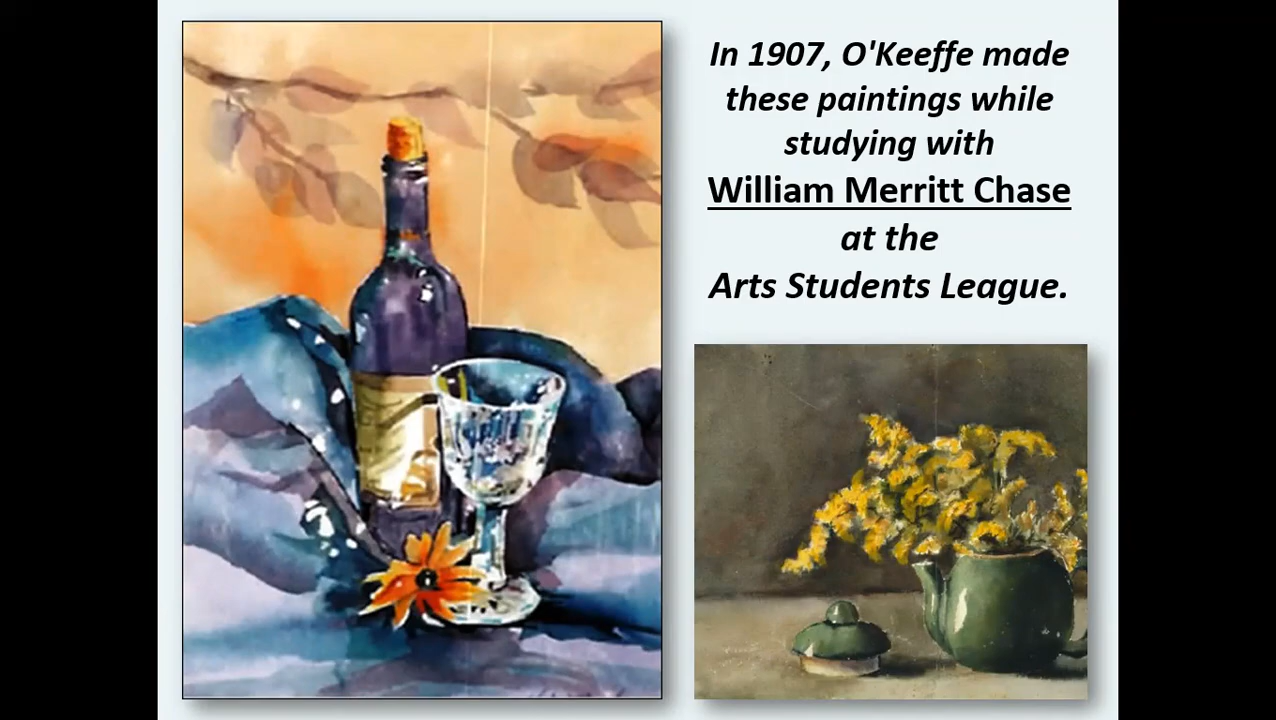 In 1907, O'Keeffe made
these paintings while
studying with
William Merritt Chase
at the
Arts Students League.